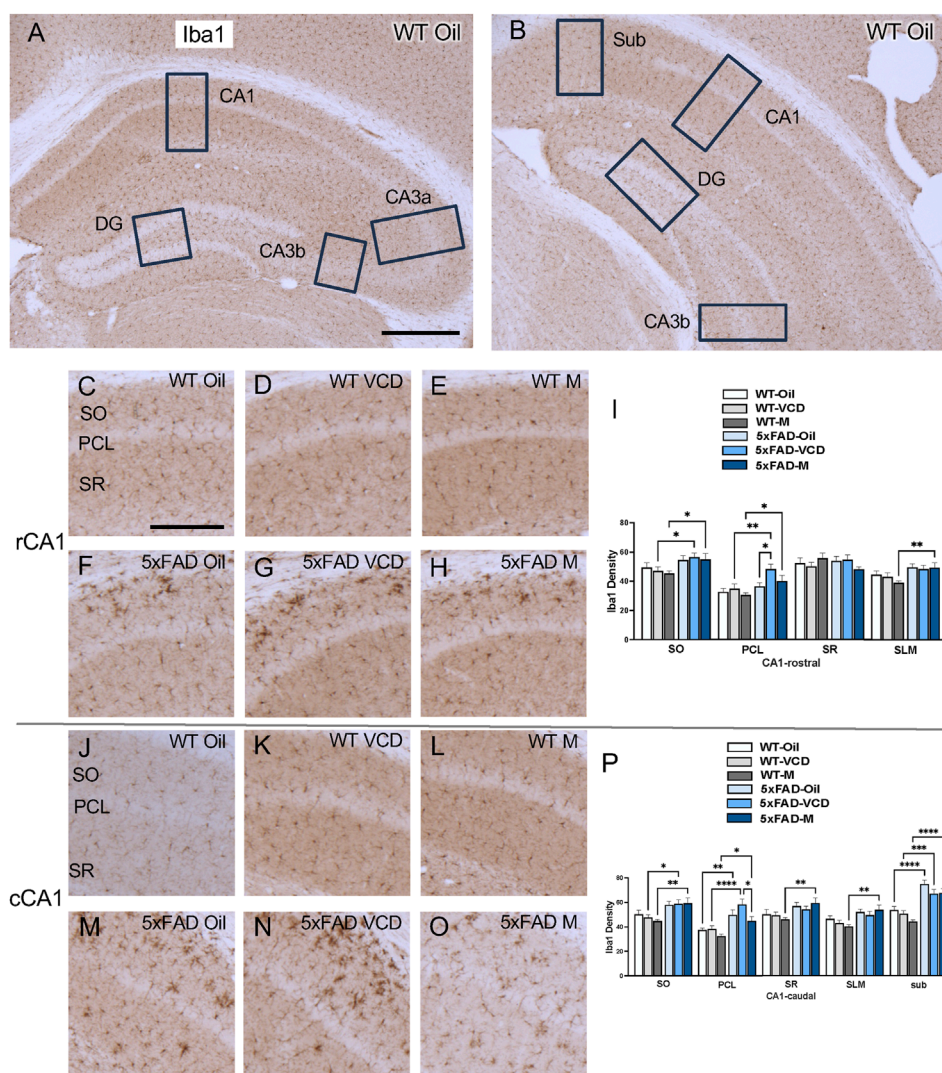 A
Iba1
WT Oil
CA1
CA3a
DG
CA3b
B
WT Oil
Sub
CA1
DG
CA3b
C
WT Oil
D
WT VCD
E
WT M
SO
PCL
SR
rCA1
F
5xFAD Oil
G
5xFAD VCD
H
5xFAD M
I
WT-Oil
WT-VCD
WT-M
5xFAD-Oil
5xFAD-VCD
5xFAD-M
Iba1 Density
80
60
40
20
0
* * ** * * **
SO PCL SR SLM
CA1-rostral
J
WT Oil
K
WT VCD
L
WT M
SO
PCL
SR
cCA1
M
5xFAD Oil
N
5xFAD VCD
O
5xFAD M
P
WT-Oil
WT-VCD
WT-M
5xFAD-Oil
5xFAD-VCD
5xFAD-M
Iba1 Density
80
60
40
20
0
* ** ** * **** * ** ** **** *** ****
SO PCL SR SLM sub
CA1-caudal